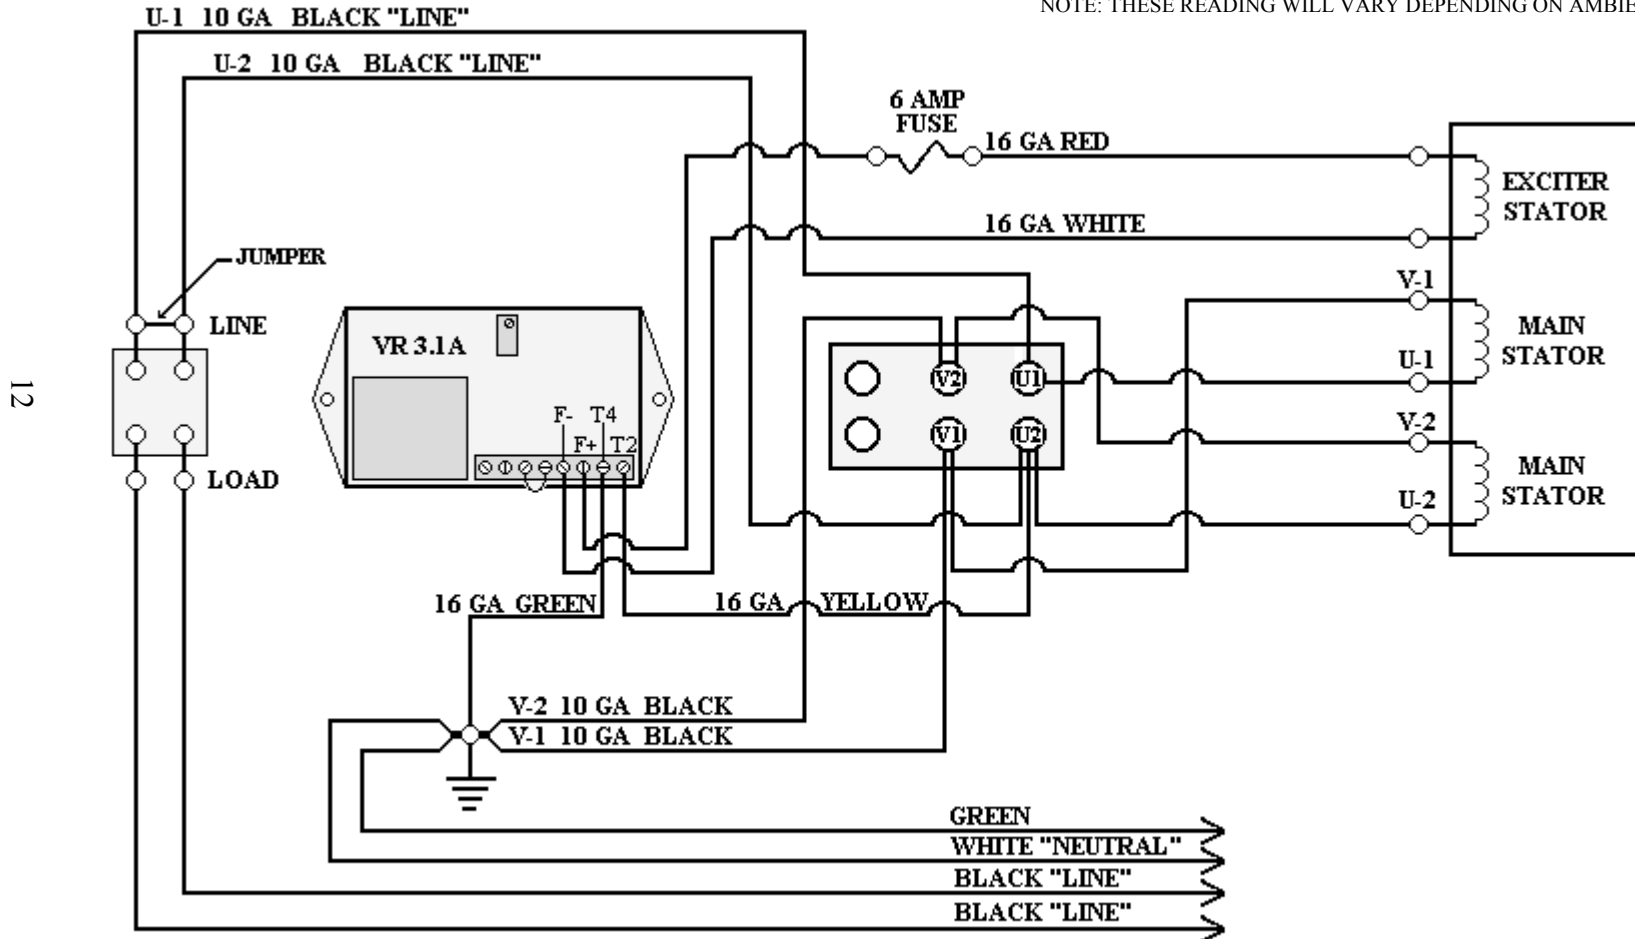 NOTE: THESE READING WILL VARY DEPENDING ON AMBIE
U-1 10 GA BLACK "LINE"
U-2 10 GA BLACK "LINE"
6 AMP
FUSE
16 GA RED
EXCITER
STATOR
16 GA WHITE
JUMPER
LINE
V-1
VR 3.1A
MAIN
STATOR
U-1
V2
U1
12
F- T4
F+ T2
V-2
V1
U2
MAIN
STATOR
LOAD
U-2
16 GA GREEN
16 GA YELLOW
V-2 10 GA BLACK
V-1 10 GA BLACK
GREEN
WHITE "NEUTRAL"
BLACK "LINE"
BLACK "LINE"